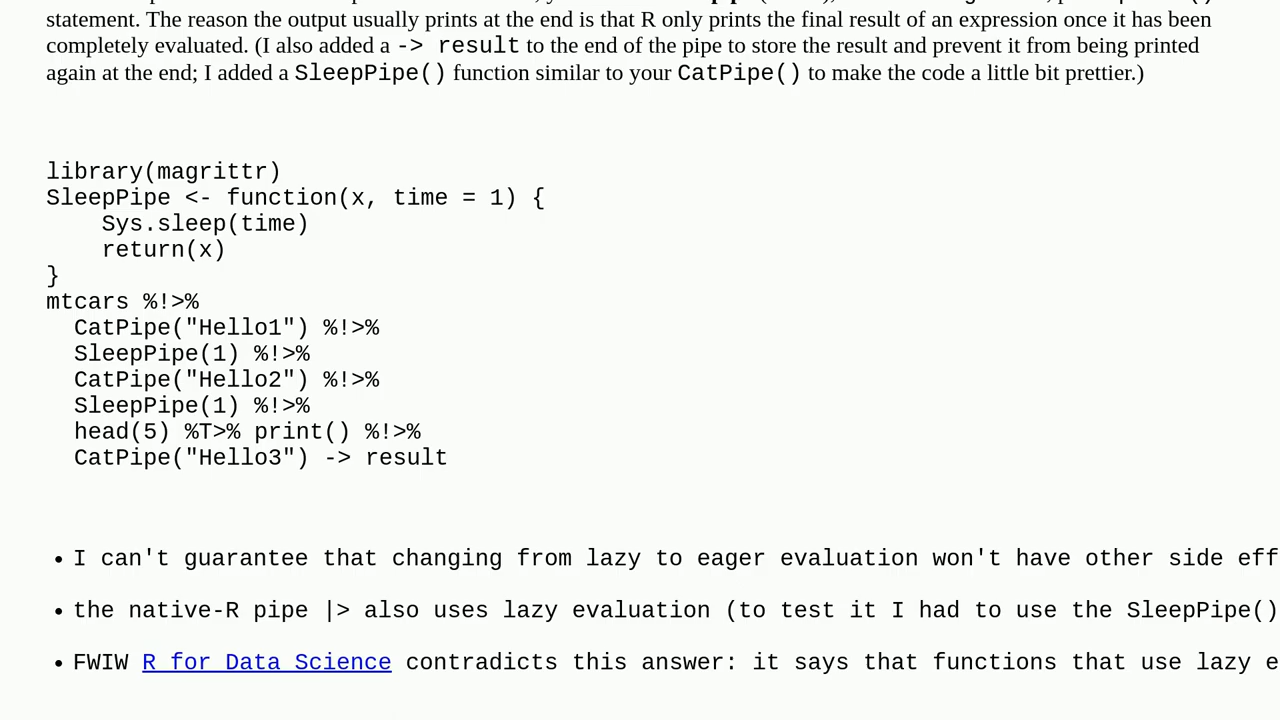 statement. The reason the output usually prints at the end is that R only prints the final result of an expression once it has been
completely evaluated. (I also added a -> result to the end of the pipe to store the result and prevent it from being printed
again at the end; I added a SleepPipe() function similar to your CatPipe() to make the code a little bit prettier.)
library(magrittr)
SleepPipe <- function(x, time = 1) {
    Sys.sleep(time)
    return(x)
}
mtcars %!>%
  CatPipe("Hello1") %!>%
  SleepPipe(1) %!>%
  CatPipe("Hello2") %!>%
  SleepPipe(1) %!>%
  head(5) %T>% print() %!>%
  CatPipe("Hello3") -> result
• I can't guarantee that changing from lazy to eager evaluation won't have other side eff
• the native-R pipe |> also uses lazy evaluation (to test it I had to use the SleepPipe()
• FWIW R for Data Science contradicts this answer: it says that functions that use lazy e